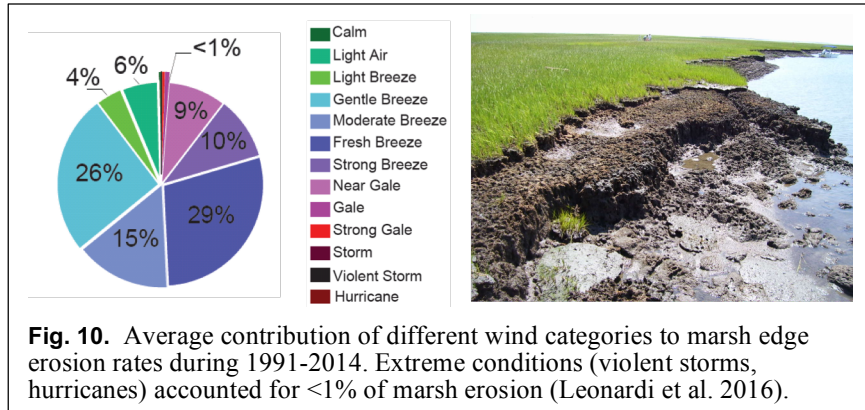 <1%
6%
4%
9%
10%
26%
29%
15%
Calm
Light Air
Light Breeze
Gentle Breeze
Moderate Breeze
Fresh Breeze
Strong Breeze
Near Gale
Gale
Strong Gale
Storm
Violent Storm
Hurricane
Fig. 10. Average contribution of different wind categories to marsh edge
erosion rates during 1991-2014. Extreme conditions (violent storms,
hurricanes) accounted for <1% of marsh erosion (Leonardi et al. 2016).